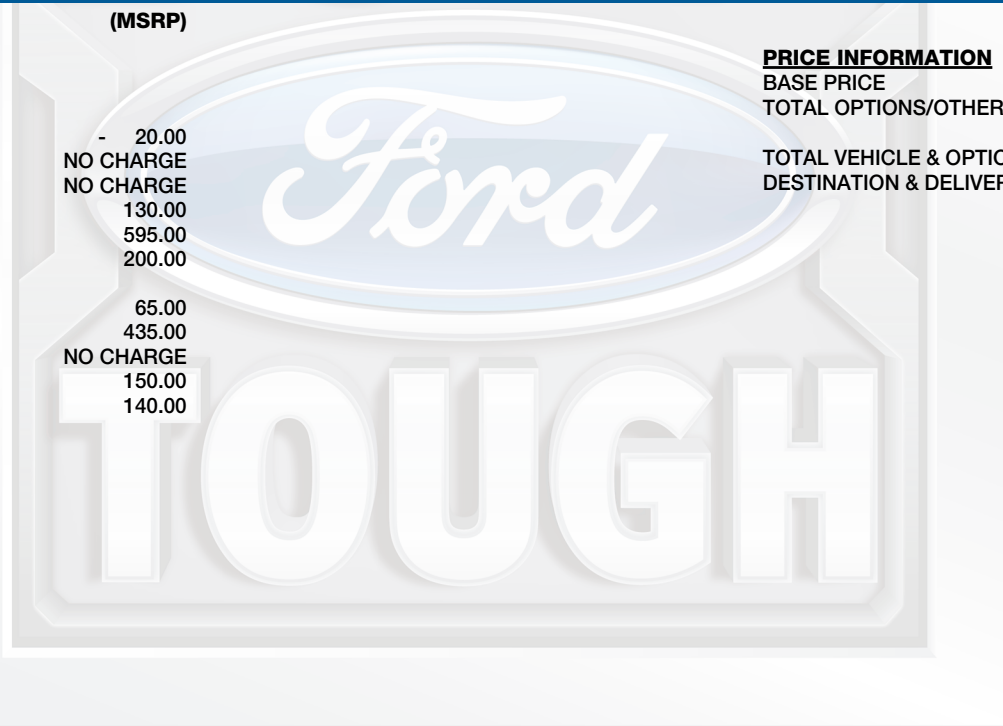 (MSRP)
PRICE INFORMATION
BASE PRICE
TOTAL OPTIONS/OTHER
- 20.00
NO CHARGE
TOTAL VEHICLE & OPTIO
NO CHARGE
DESTINATION & DELIVER
130.00
595.00
200.00
65.00
435.00
NO CHARGE
150.00
140.00
Ford
TOUGH